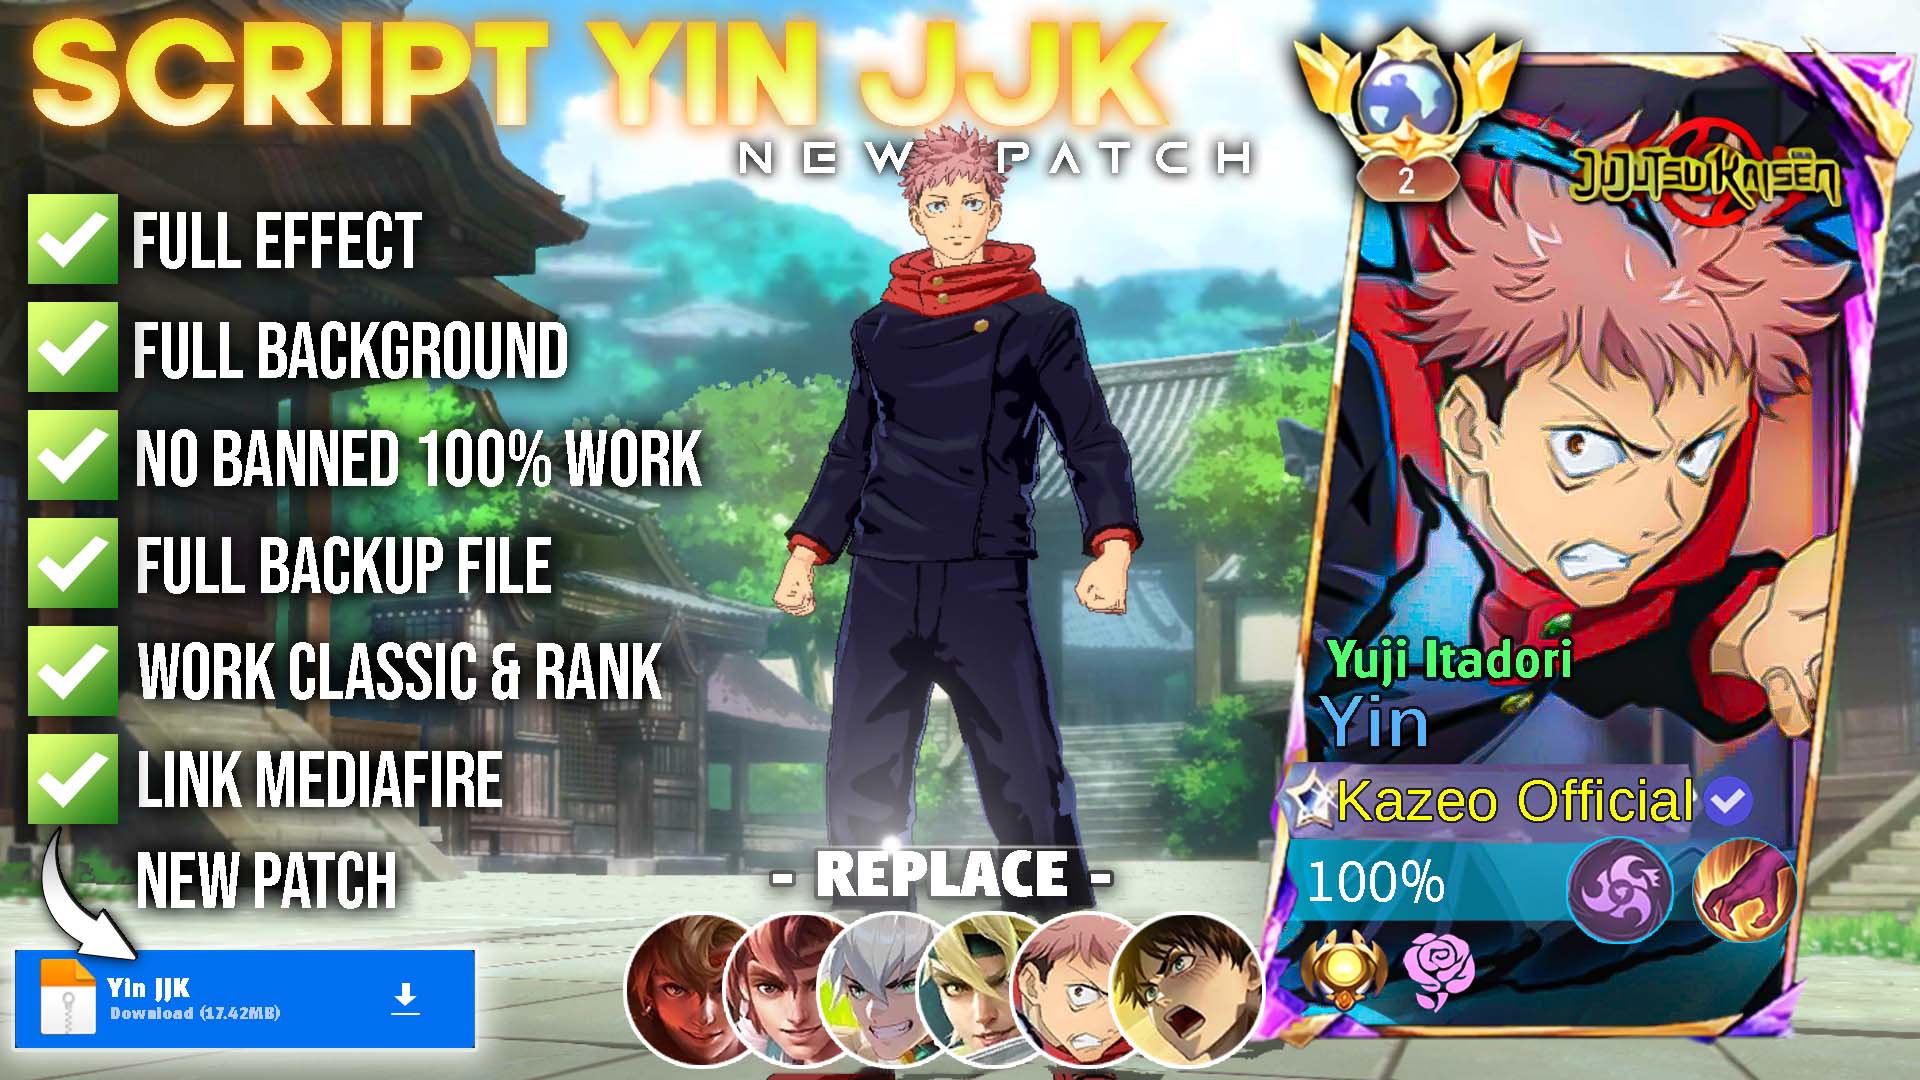 SCRIPT YIN JJK
NEW PATCH
FULL EFFECT
FULL BACKGROUND
NO BANNED 100% WORK
FULL BACKUP FILE
WORK CLASSIC & RANK
LINK MEDIAFIRE
NEW PATCH
Yin JJK
Download (17.42MB)
- REPLACE -
2
JUJUTSU KAISEN
Yuji Itadori
Yin
Kazeo Official
100%